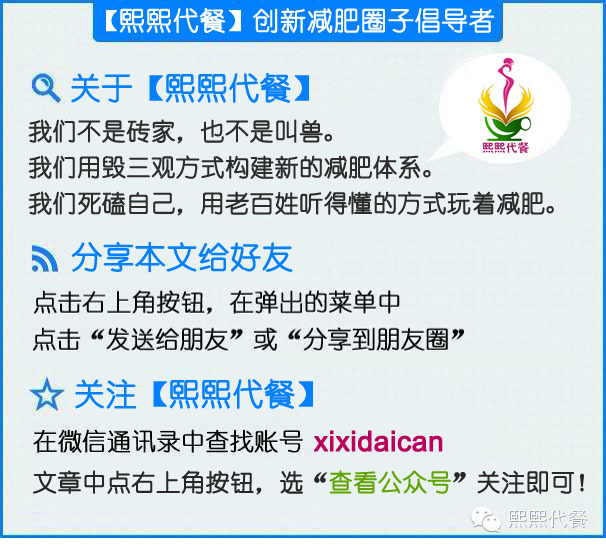 【熙熙代餐】创新减肥圈子倡导者
关于【熙熙代餐】
熙熙代餐
我们不是砖家，也不是叫兽。
我们用毁三观方式构建新的减肥体系。
我们死磕自己，用老百姓听得懂的方式玩着减肥。
分享本文给好友
点击右上角按钮，在弹出的菜单中
点击“发送给朋友”或“分享到朋友圈”
关注【熙熙代餐】
在微信通讯录中查找账号 xixidaican
文章中点右上角按钮，选“查看公众号”关注即可！
熙熙代餐